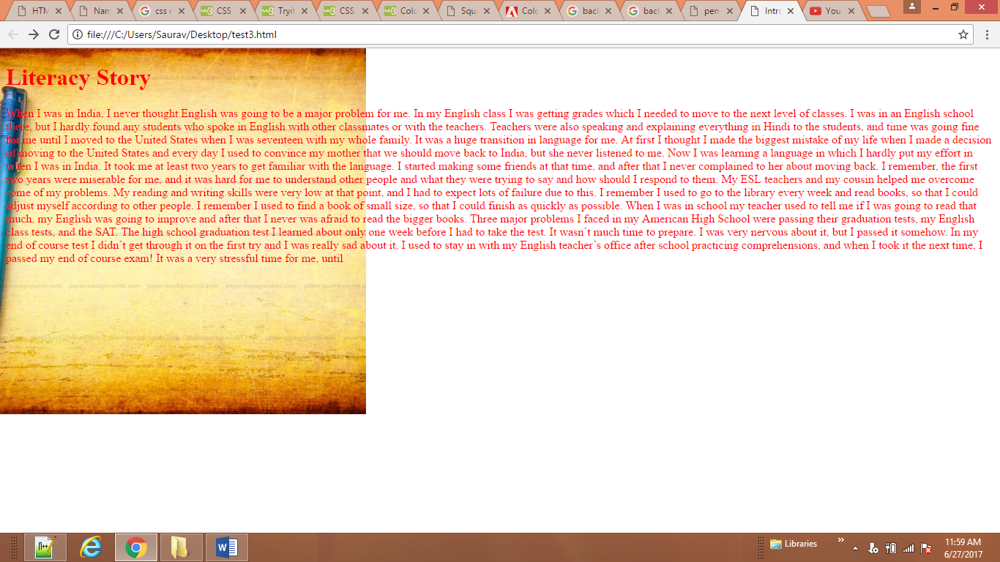 HTM
Nam
css r
CSS
Tryit
CSS
Colo
Squa
Colo
back
back
pen
Intro
YouT
file:///C:/Users/Saurav/Desktop/test3.html
Literacy Story
When I was in India, I never thought English was going to be a major problem for me. In my English class I was getting grades which I needed to move to the next level of classes. I was in an English school
there, but I hardly found any students who spoke in English with other classmates or with the teachers. Teachers were also speaking and explaining everything in Hindi to the students, and time was going fine
for me until I moved to the United States when I was seventeen with my whole family. It was a huge transition in language for me. At first I thought I made the biggest mistake of my life when I made a decision
of moving to the United States and every day I used to convince my mother that we should move back to India, but she never listened to me. Now I was learning a language in which I hardly put my effort in
when I was in India. It took me at least two years to get familiar with the language. I started making some friends at that time, and after that I never complained to her about moving back. I remember, the first
two years were miserable for me, and it was hard for me to understand other people and what they were trying to say and how should I respond to them. My ESL teachers and my cousin helped me overcome
some of my problems. My reading and writing skills were very low at that point, and I had to expect lots of failure due to this. I remember I used to go to the library every week and read books, so that I could
adjust myself according to other people. I remember I used to find a book of small size, so that I could finish as quickly as possible. When I was in school my teacher used to tell me if I was going to read that
much, my English was going to improve and after that I never was afraid to read the bigger books. Three major problems I faced in my American High School were passing their graduation tests, my English
class tests, and the SAT. The high school graduation test I learned about only one week before I had to take the test. It wasn’t much time to prepare. I was very nervous about it, but I passed it somehow. In my
end of course test I didn’t get through it on the first try and I was really sad about it. I used to stay in with my English teacher’s office after school practicing comprehensions, and when I took it the next time, I
passed my end of course exam! It was a very stressful time for me, until
paper-backgrounds.com paper-backgrounds.com paper-backgrounds.com paper-backgrounds.com
Libraries
11:59 AM
6/27/2017